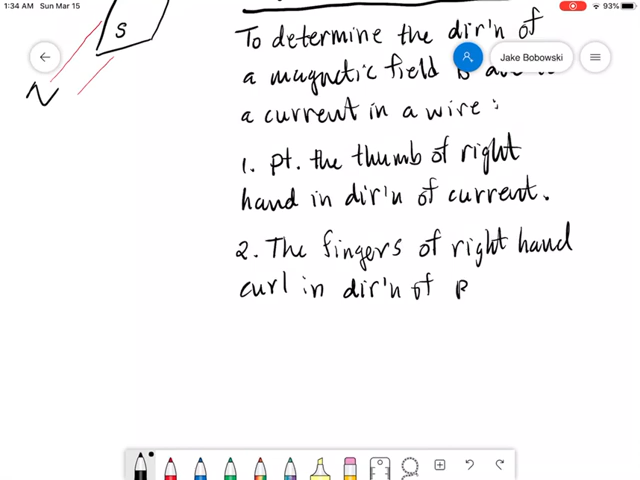 1:34 AM Sun Mar 15
93%
S
N
Jake Bobowski
To determine the dir'n of
a magnetic field
a current in a wire:
1. pt. the thumb of right
hand in dir'n of current.
2. The fingers of right hand
curl in dir'n of B